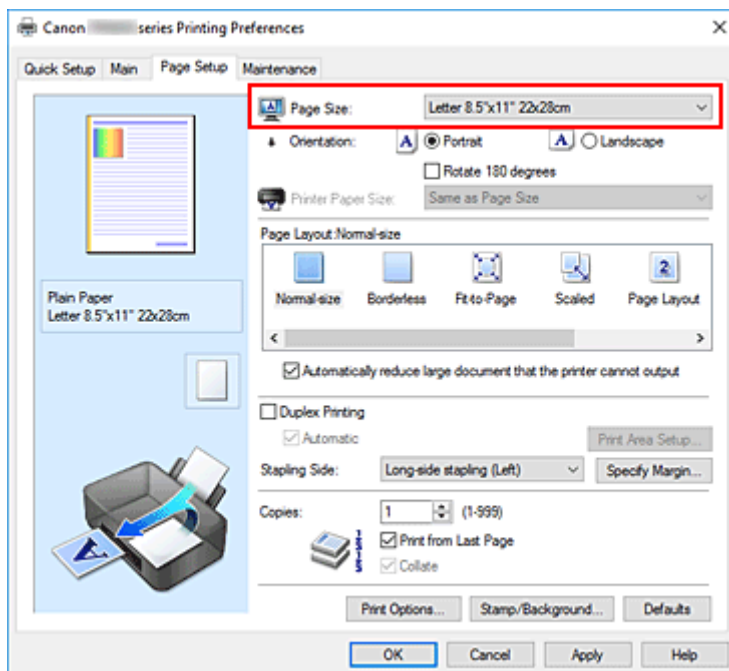 Canon series Printing Preferences
Quick Setup Main Page Setup Maintenance
Page Size: Letter 8.5"x11" 22x28cm
Orientation: A Portrait A Landscape
Rotate 180 degrees
Printer Paper Size: Same as Page Size
Page Layout:Normal-size
2
Normal-size Borderless Fit-to-Page Scaled Page Layout
Plain Paper
Letter 8.5"x11" 22x28cm
Automatically reduce large document that the printer cannot output
Duplex Printing
Automatic Print Area Setup...
Stapling Side: Long-side stapling (Left) Specify Margin...
Copies: 1 (1-999)
Print from Last Page
Collate
A
Print Options... Stamp/Background... Defaults
OK Cancel Apply Help